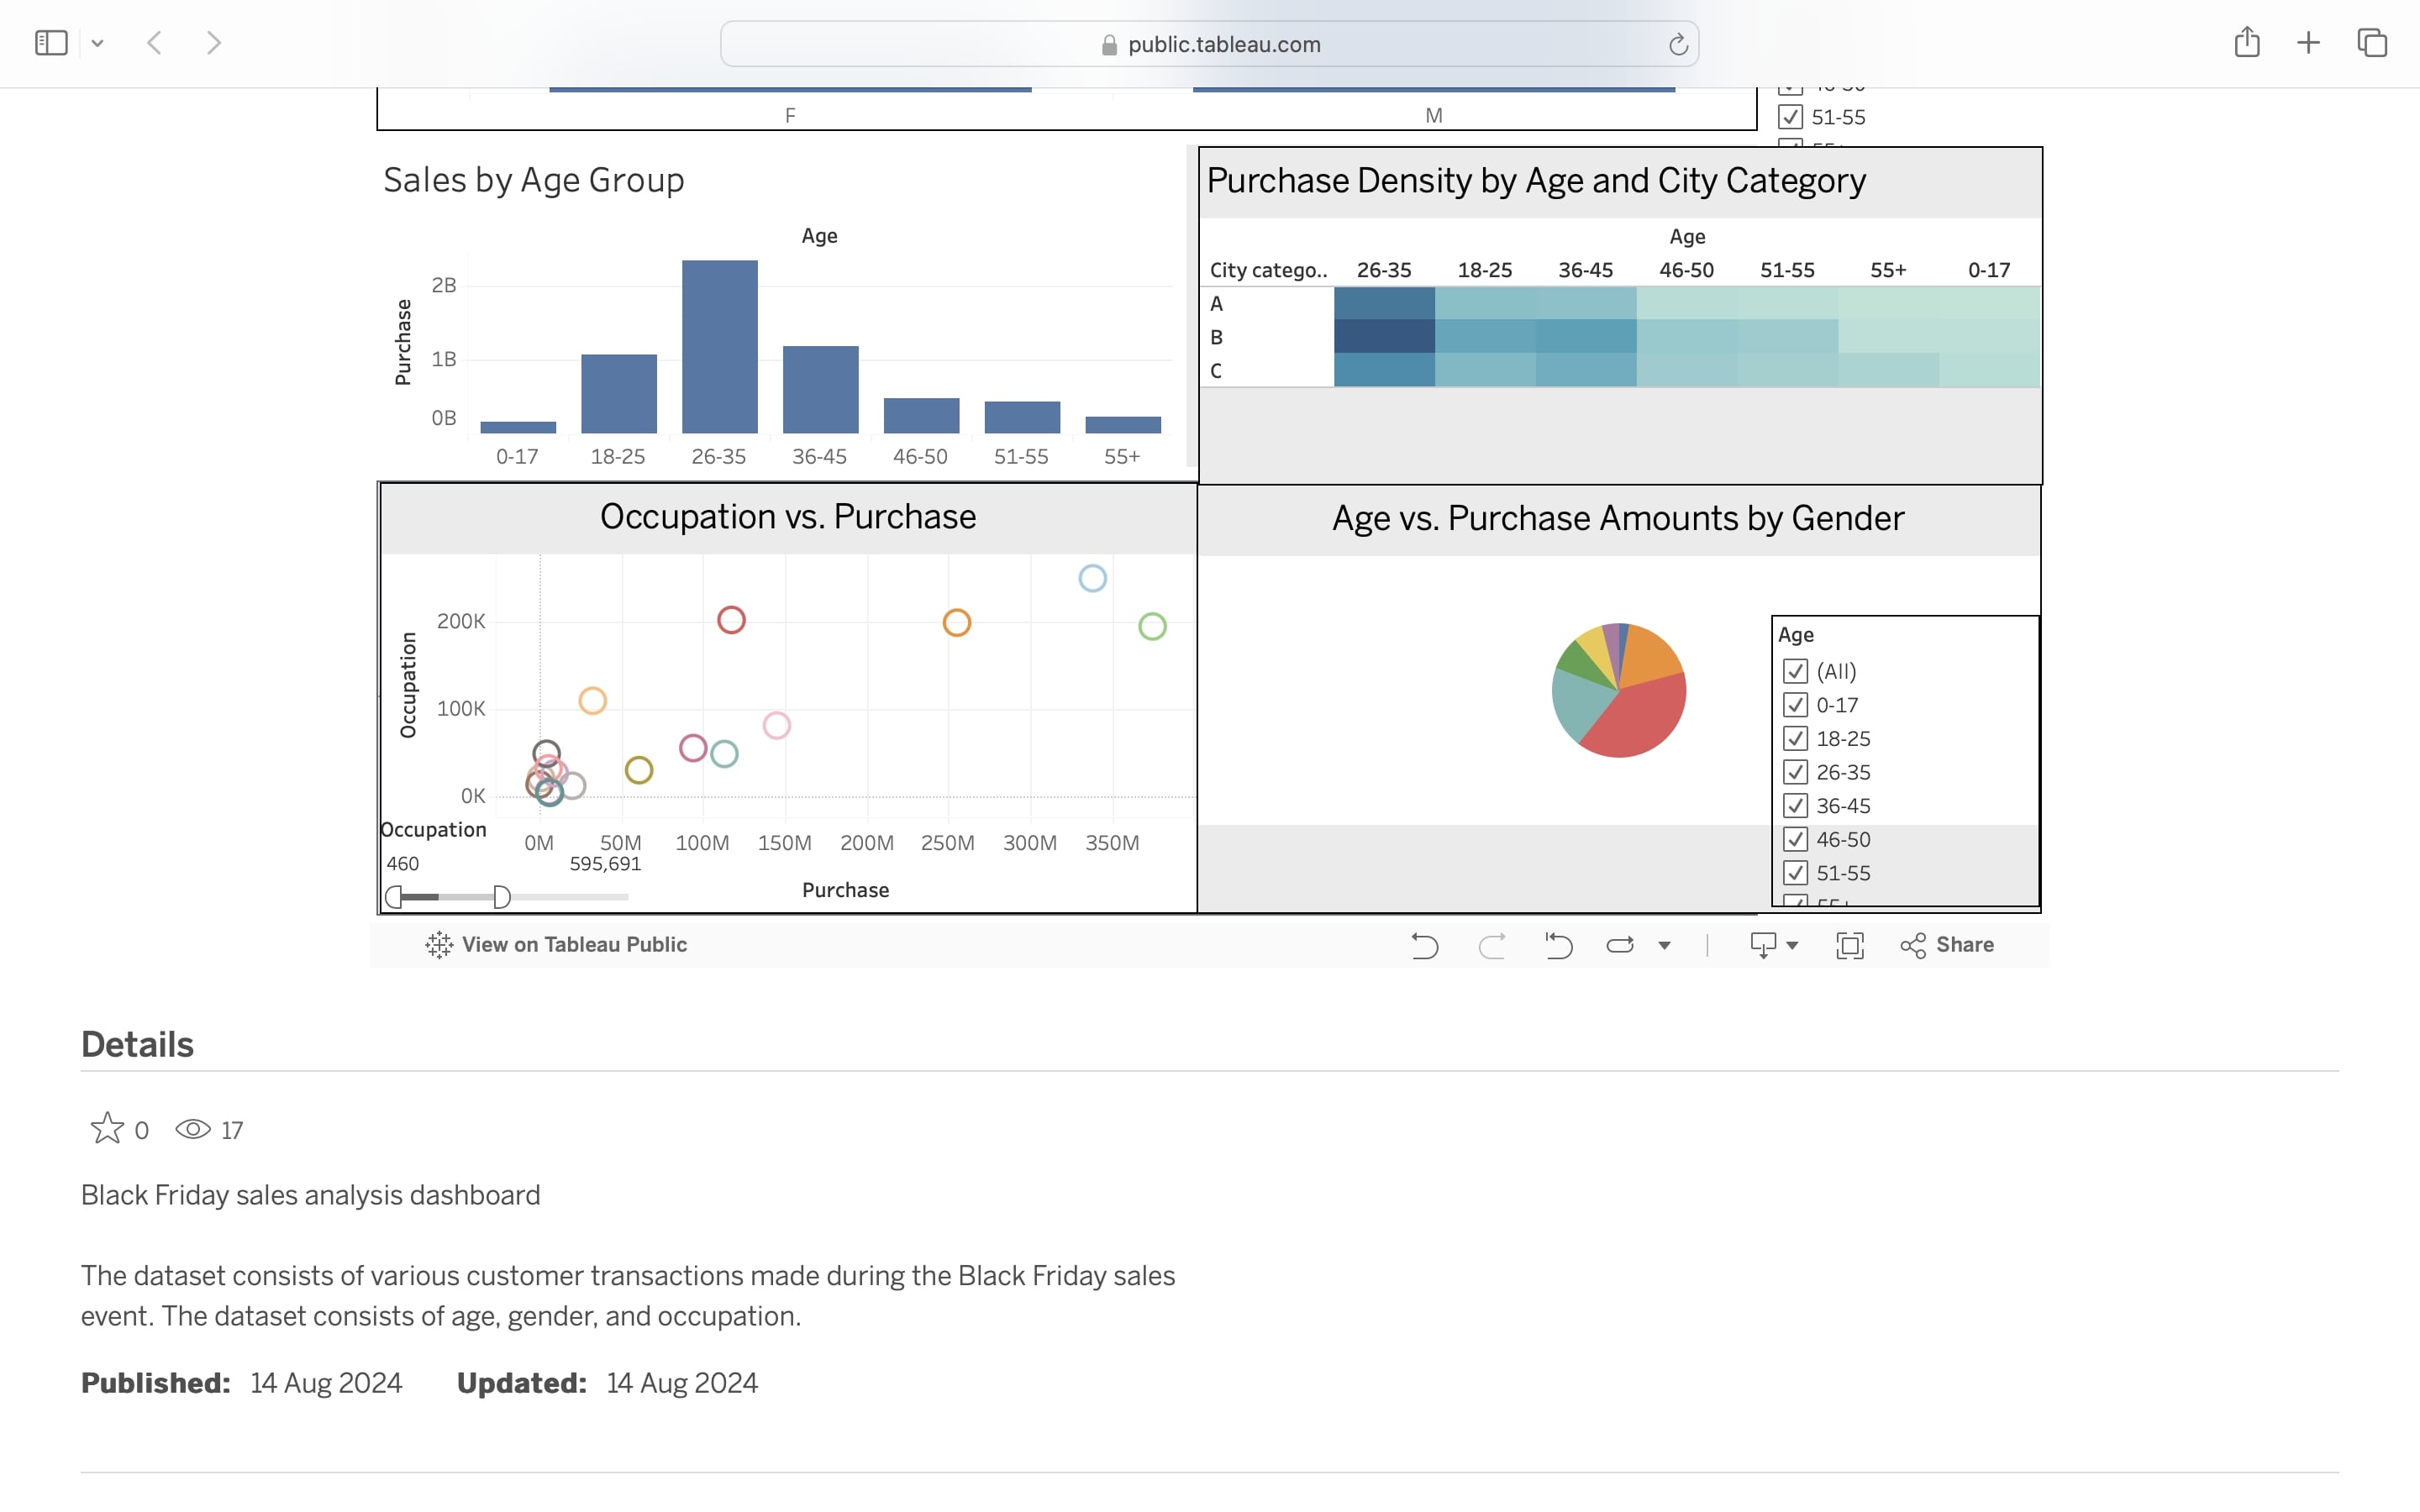 public.tableau.com
F M
51-55
Sales by Age Group
Age
Purchase
2B
1B
0B
0-17 18-25 26-35 36-45 46-50 51-55 55+
Purchase Density by Age and City Category
Age
City catego.. 26-35 18-25 36-45 46-50 51-55 55+ 0-17
A
B
C
Occupation vs. Purchase
Occupation
200K
100K
0K
0M 50M 100M 150M 200M 250M 300M 350M
Purchase
Occupation
460 595,691
Age vs. Purchase Amounts by Gender
Age
(All)
0-17
18-25
26-35
36-45
46-50
51-55
View on Tableau Public
Share
Details
0 17
Black Friday sales analysis dashboard
The dataset consists of various customer transactions made during the Black Friday sales
event. The dataset consists of age, gender, and occupation.
Published: 14 Aug 2024 Updated: 14 Aug 2024